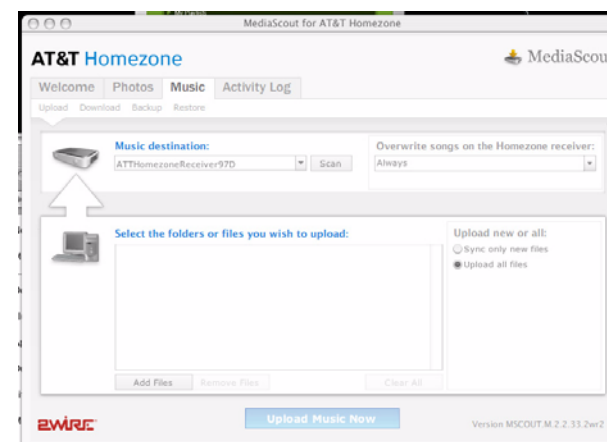 MediaScout for AT&T Homezone
AT&T Homezone
MediaScou
Welcome Photos Music Activity Log
Upload Download Backup Restore
Music destination:
Overwrite songs on the Homezone receiver:
ATTHomezoneReceiver97D
Scan
Always
Select the folders or files you wish to upload:
Upload new or all:
Sync only new files
Upload all files
Add Files Remove Files Clear All
2WIRE
Upload Music Now
Version MSCOUT.M.2.2.33.2wr2